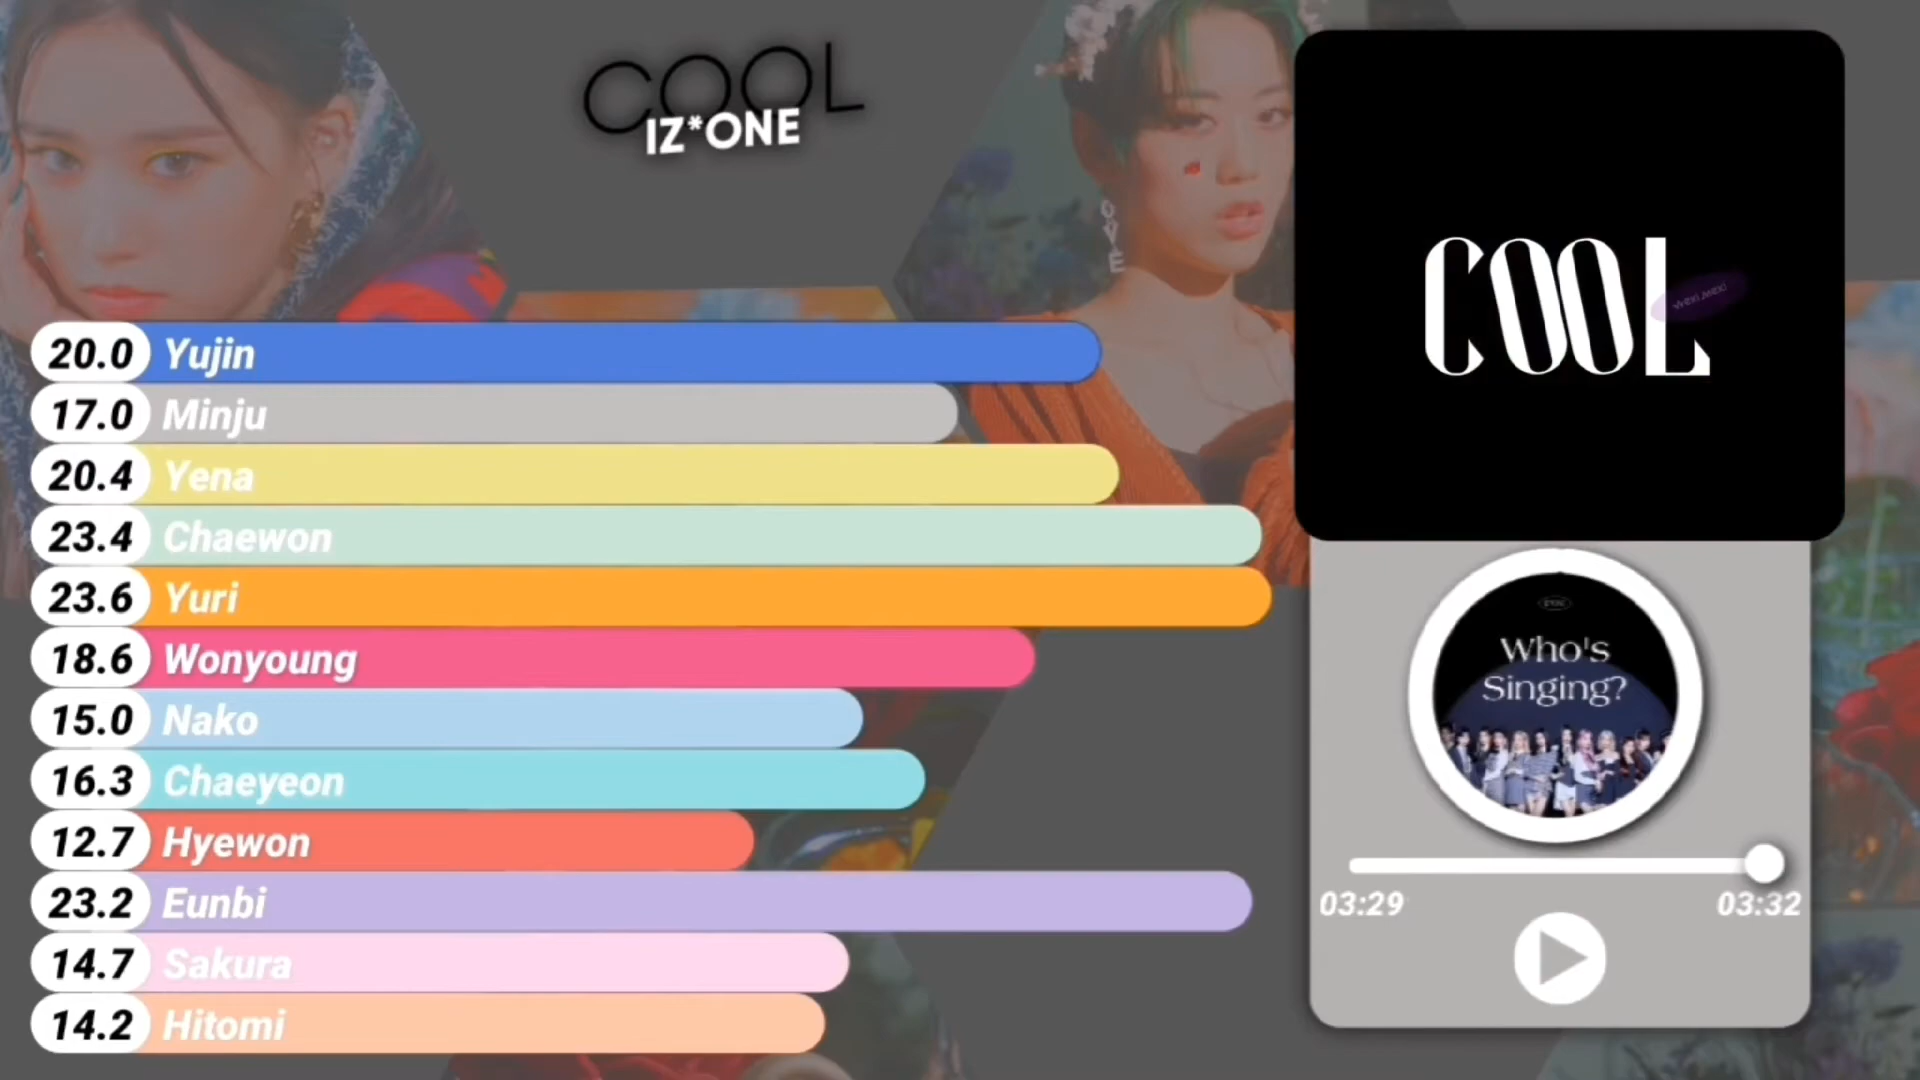 COOL
IZ*ONE
20.0 Yujin
17.0 Minju
20.4 Yena
23.4 Chaewon
23.6 Yuri
18.6 Wonyoung
15.0 Nako
16.3 Chaeyeon
12.7 Hyewon
23.2 Eunbi
14.7 Sakura
14.2 Hitomi
OVE
COOL
Who's
Singing?
03:29
03:32